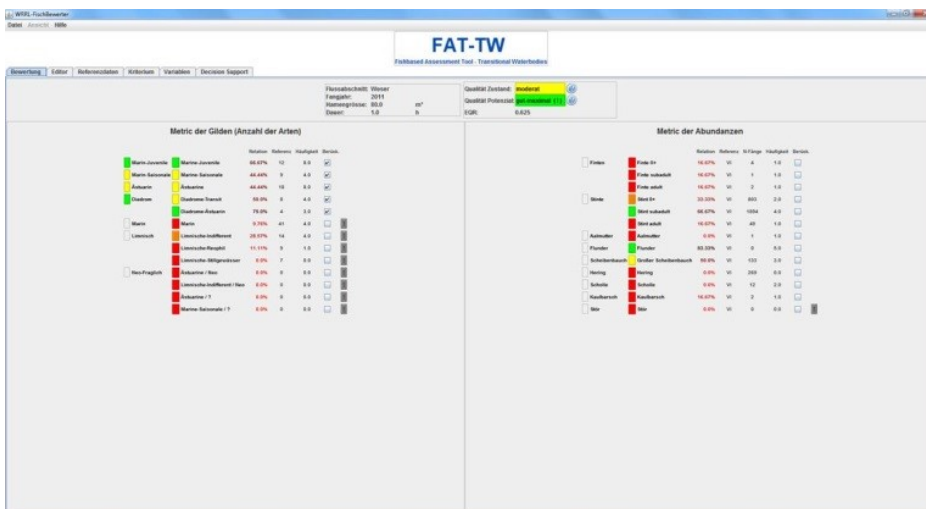 WRRL-FischBewerter
Datei Ansicht Hilfe
FAT-TW
Fishbased Assessment Tool - Transitional Waterbodies
Bewertung Editor Referenzdaten Kriterium Variablen Decision Support
Flussabschnitt: Weser
Fangjahr: 2011
Hamengrösse: 80.0 m²
Dauer: 1.0 h
Qualität Zustand: moderat
Qualität Potenzial:
EQR: 0.625
Metric der Gilden (Anzahl der Arten)
Relation Referenz Häufigkeit Berück.
Marin-Juvenile Marine-Juvenile 66.67% 12 8.0
Marin-Saisonale Marine-Saisonale 44.44% 9 4.0
Ästuarin Ästuarine 44.44% 18 8.0
Diadrom Diadrome-Transit 50.0% 8 4.0
Diadrome-Ästuarin 75.0% 4 3.0
Marin Marin 9.76% 41 4.0
Limnisch Limnische-indifferent 28.57% 14 4.0
Limnische-Rheophil 11.11% 9 1.0
0.0% 7 0.0
Neo-Fraglich Ästuarine / Neo 0.0% 0 0.0
Limnische-indifferent / Neo 0.0% 0 0.0
Ästuarine / ? 0.0% 0 0.0
Marine-Saisonale / ? 0.0% 0 0.0
Metric der Abundanzen
Relation Referenz N-Fänge Häufigkeit Berück.
Finten Finte 0+ 16.67% VI 4 1.0
Finte subadult 16.67% VI 1 1.0
Finte adult 16.67% VI 2 1.0
Stinte Stint 0+ 33.33% VI 2.0
Stint subadult 66.67% VI 4.0
Stint adult 16.67% VI 1.0
Aalmutter Aalmutter 0.0% VI 1 1.0
Flunder Flunder 83.33% VI 5.0
Scheibenbauch Großer Scheibenbauch 50.0% VI 133 3.0
Hering Hering 0.0% VI 269 0.0
Scholle Scholle 0.0% VI 12 2.0
Kaulbarsch Kaulbarsch 16.67% VI 2 1.0
Stör Stör 0.0% VI 0 0.0